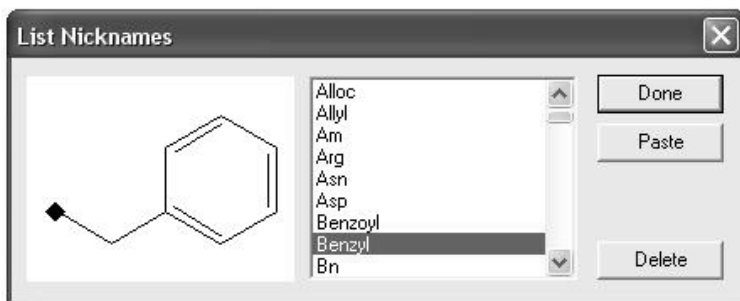 List Nicknames
Alloc
Allyl
Am
Arg
Asn
Asp
Benzoyl
Benzyl
Bn
Done
Paste
Delete